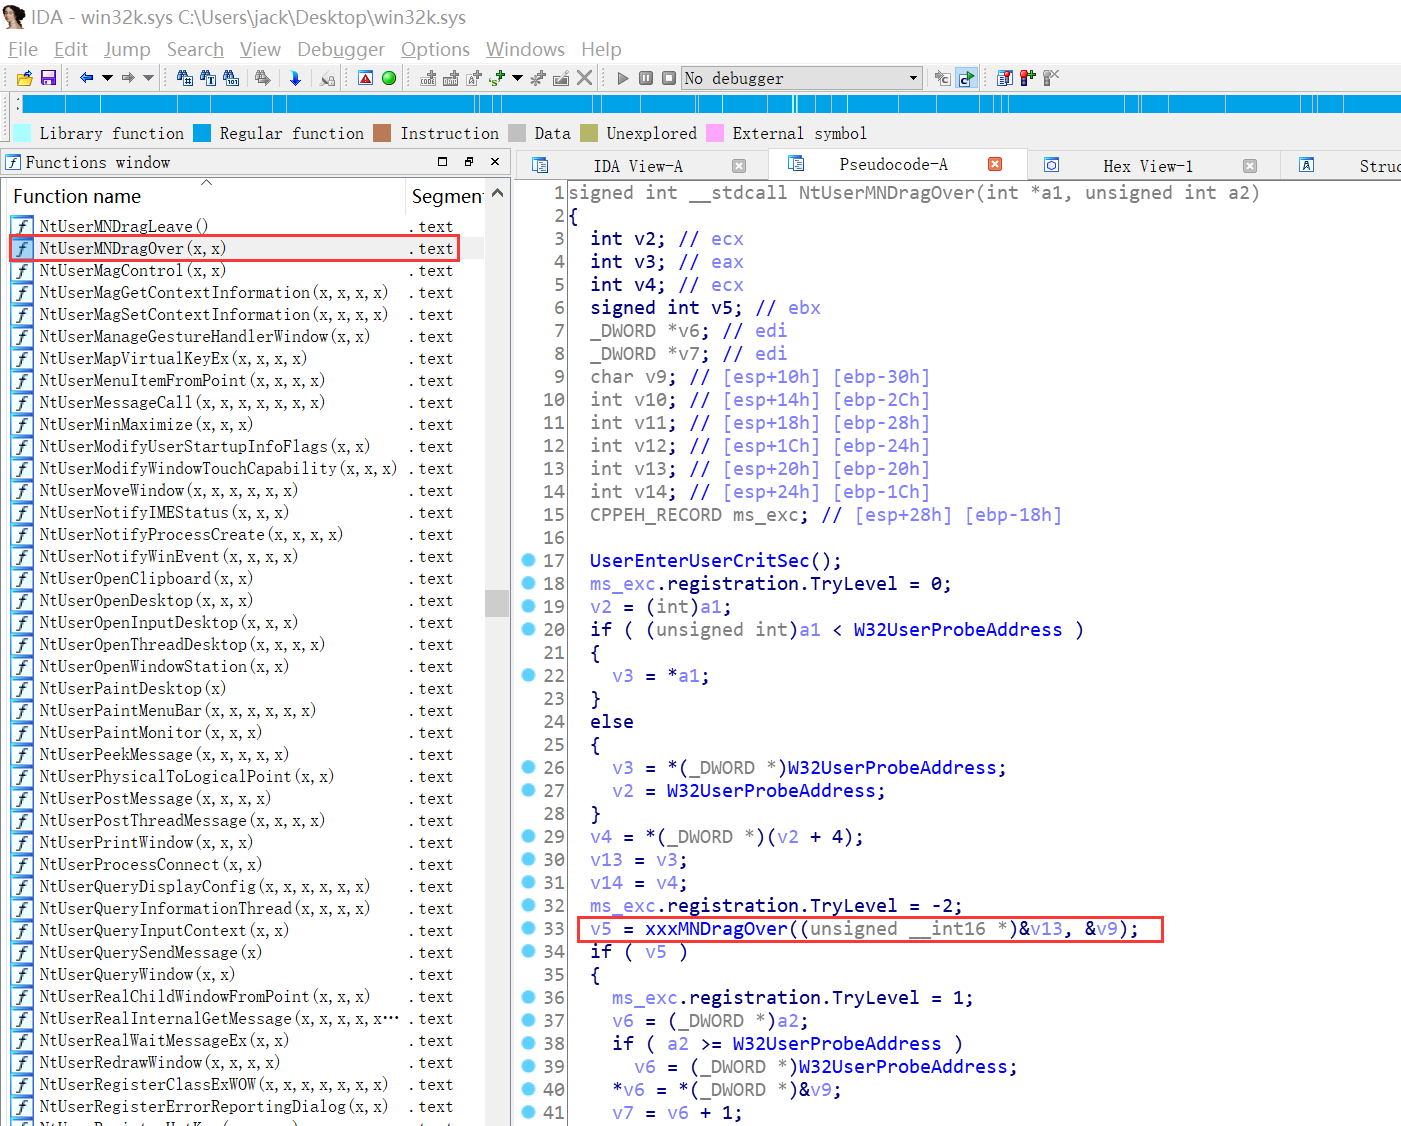 IDA - win32k.sys C:\Users\jack\Desktop\win32k.sys
File Edit Jump Search View Debugger Options Windows Help
No debugger
Library function Regular function Instruction Data Unexplored External symbol
Functions window
Function name Segmen
NtUserMNDragLeave() .text
NtUserMNDragOver(x,x) .text
NtUserMagControl(x,x) .text
NtUserMagGetContextInformation(x,x,x,x) .text
NtUserMagSetContextInformation(x,x,x,x) .text
NtUserManageGestureHandlerWindow(x,x) .text
NtUserMapVirtualKeyEx(x,x,x,x) .text
NtUserMenuItemFromPoint(x,x,x,x) .text
NtUserMessageCall(x,x,x,x,x,x,x) .text
NtUserMinMaximize(x,x,x) .text
NtUserModifyUserStartupInfoFlags(x,x) .text
NtUserModifyWindowTouchCapability(x,x,x) .text
NtUserMoveWindow(x,x,x,x,x,x) .text
NtUserNotifyIMEStatus(x,x,x) .text
NtUserNotifyProcessCreate(x,x,x,x) .text
NtUserNotifyWinEvent(x,x,x,x) .text
NtUserOpenClipboard(x,x) .text
NtUserOpenDesktop(x,x,x) .text
NtUserOpenInputDesktop(x,x,x) .text
NtUserOpenThreadDesktop(x,x,x,x) .text
NtUserOpenWindowStation(x,x) .text
NtUserPaintDesktop(x) .text
NtUserPaintMenuBar(x,x,x,x,x,x) .text
NtUserPaintMonitor(x,x,x) .text
NtUserPeekMessage(x,x,x,x,x) .text
NtUserPhysicalToLogicalPoint(x,x) .text
NtUserPostMessage(x,x,x,x) .text
NtUserPostThreadMessage(x,x,x,x) .text
NtUserPrintWindow(x,x,x) .text
NtUserProcessConnect(x,x,x) .text
NtUserQueryDisplayConfig(x,x,x,x,x,x) .text
NtUserQueryInformationThread(x,x,x,x) .text
NtUserQueryInputContext(x,x) .text
NtUserQuerySendMessage(x) .text
NtUserQueryWindow(x,x) .text
NtUserRealChildWindowFromPoint(x,x,x) .text
NtUserRealInternalGetMessage(x,x,x,x,x… .text
NtUserRealWaitMessageEx(x,x) .text
NtUserRedrawWindow(x,x,x,x) .text
NtUserRegisterClassExWOW(x,x,x,x,x,x,x) .text
NtUserRegisterErrorReportingDialog(x,x) .text
IDA View-A Pseudocode-A Hex View-1 Struc
1 signed int __stdcall NtUserMNDragOver(int *a1, unsigned int a2)
2 {
3 int v2; // ecx
4 int v3; // eax
5 int v4; // ecx
6 signed int v5; // ebx
7 _DWORD *v6; // edi
8 _DWORD *v7; // edi
9 char v9; // [esp+10h] [ebp-30h]
10 int v10; // [esp+14h] [ebp-2Ch]
11 int v11; // [esp+18h] [ebp-28h]
12 int v12; // [esp+1Ch] [ebp-24h]
13 int v13; // [esp+20h] [ebp-20h]
14 int v14; // [esp+24h] [ebp-1Ch]
15 CPPEH_RECORD ms_exc; // [esp+28h] [ebp-18h]
16
17 UserEnterUserCritSec();
18 ms_exc.registration.TryLevel = 0;
19 v2 = (int)a1;
20 if ( (unsigned int)a1 < W32UserProbeAddress )
21 {
22 v3 = *a1;
23 }
24 else
25 {
26 v3 = *(_DWORD *)W32UserProbeAddress;
27 v2 = W32UserProbeAddress;
28 }
29 v4 = *(_DWORD *)(v2 + 4);
30 v13 = v3;
31 v14 = v4;
32 ms_exc.registration.TryLevel = -2;
33 v5 = xxxMNDragOver((unsigned __int16 *)&v13, &v9);
34 if ( v5 )
35 {
36 ms_exc.registration.TryLevel = 1;
37 v6 = (_DWORD *)a2;
38 if ( a2 >= W32UserProbeAddress )
39 v6 = (_DWORD *)W32UserProbeAddress;
40 *v6 = *(_DWORD *)&v9;
41 v7 = v6 + 1;